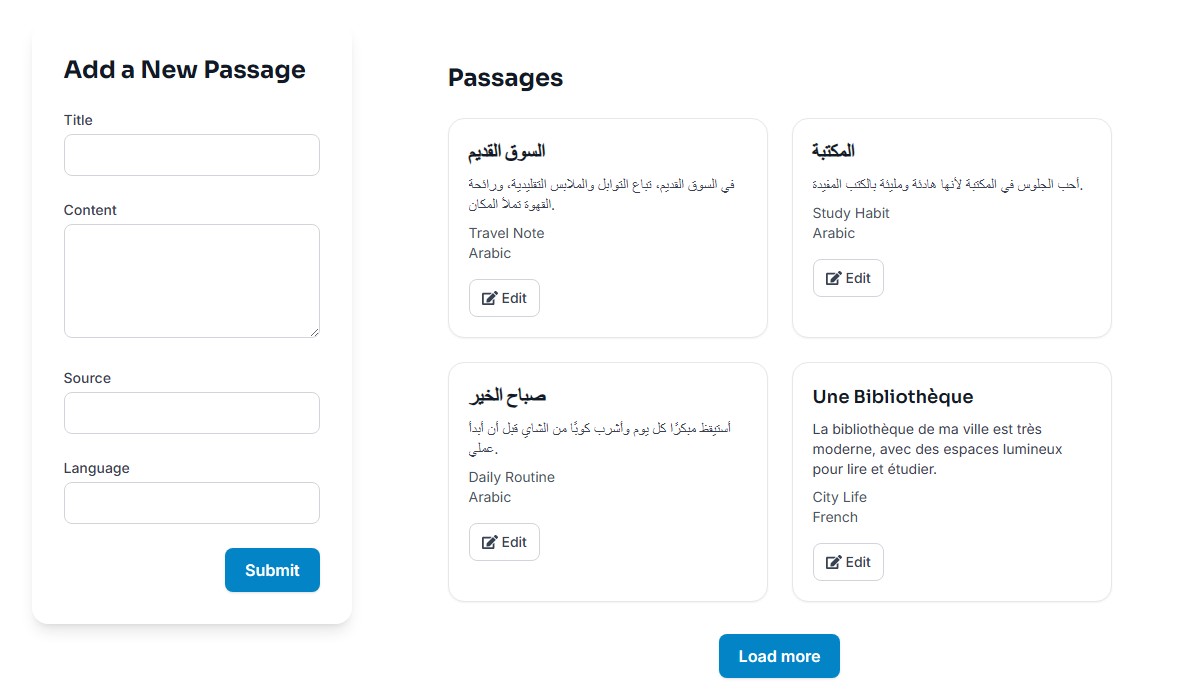 Add a New Passage
Title
Content
Source
Language
Submit
Passages
السوق القديم
في السوق القديم، تباع التوابل والملابس التقليدية، ورائحة
القهوة تملأ المكان.
Travel Note
Arabic
Edit
المكتبة
أحب الجلوس في المكتبة لأنها هادئة ومليئة بالكتب المفيدة.
Study Habit
Arabic
Edit
صباح الخير
أستيقظ مبكرًا كل يوم وأشرب كوبًا من الشاي قبل أن أبدأ
عملي.
Daily Routine
Arabic
Edit
Une Bibliothèque
La bibliothèque de ma ville est très
moderne, avec des espaces lumineux
pour lire et étudier.
City Life
French
Edit
Load more